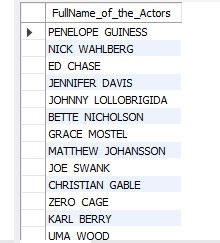 FullName_of_the_Actors
PENELOPE GUINESS
NICK WAHLBERG
ED CHASE
JENNIFER DAVIS
JOHNNY LOLLOBRIGIDA
BETTE NICHOLSON
GRACE MOSTEL
MATTHEW JOHANSSON
JOE SWANK
CHRISTIAN GABLE
ZERO CAGE
KARL BERRY
UMA WOOD